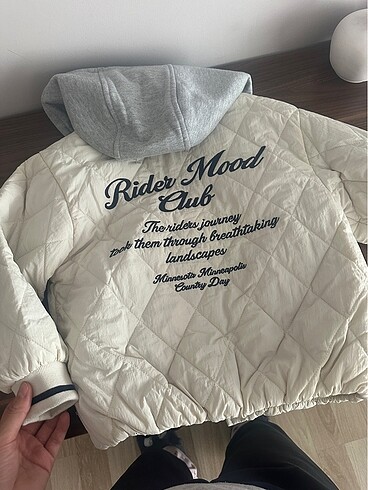 Rider Mood
Club
The riders journey
took them through breathtaking
landscapes
Minnesota Minneapolis
Country Day